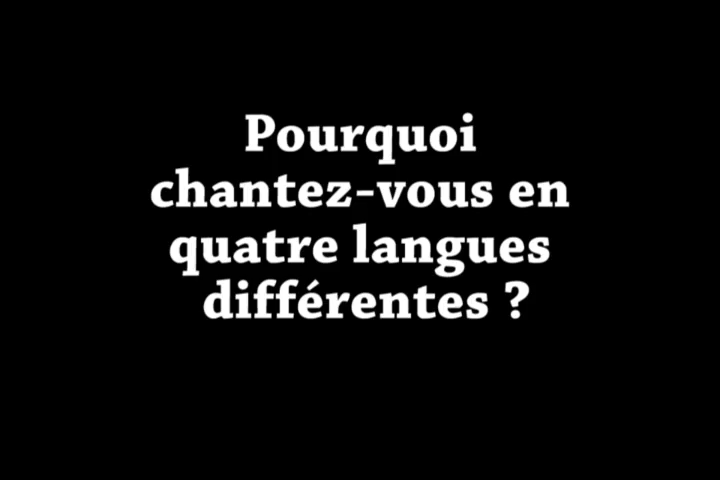 Pourquoi
chantez-vous en
quatre langues
différentes ?